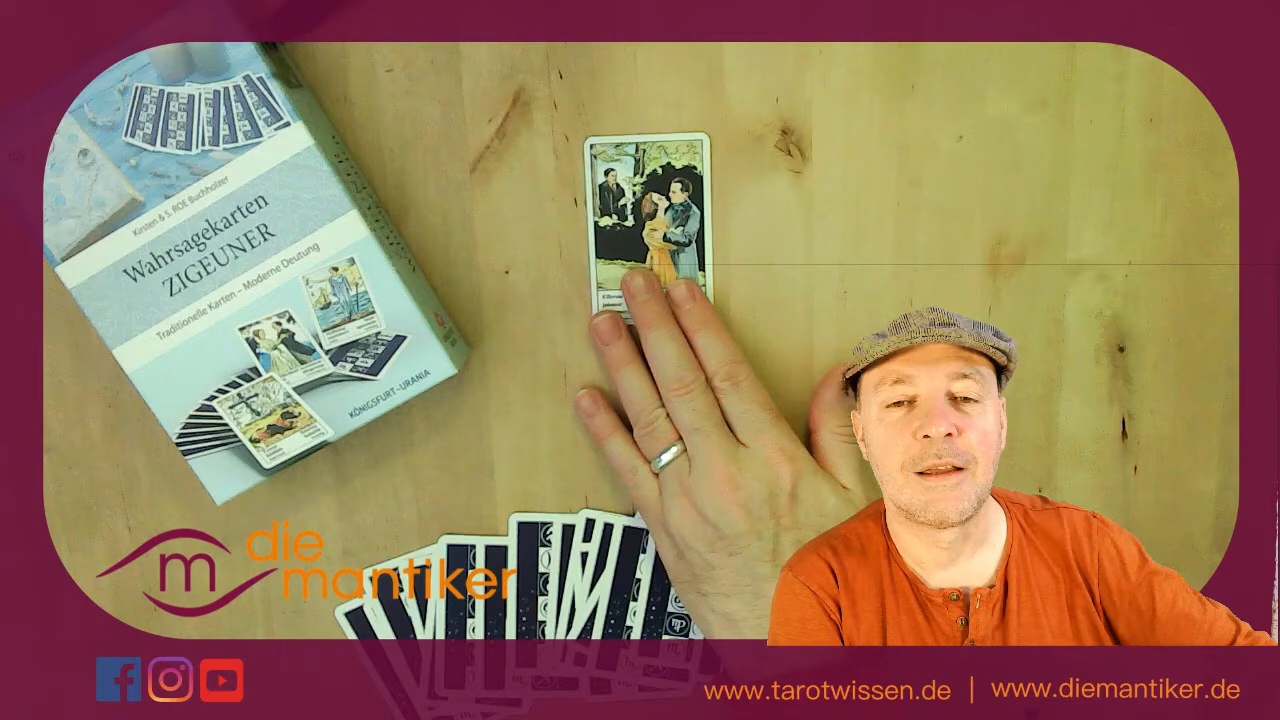 Kirsten & S. ROE Buchholzer
Wahrsagekarten
ZIGEUNER
Traditionelle Karten – Moderne Deutung
KÖNIGSFURT-URANIA
m
die
mantiker
www.tarotwissen.de | www.diemantiker.de